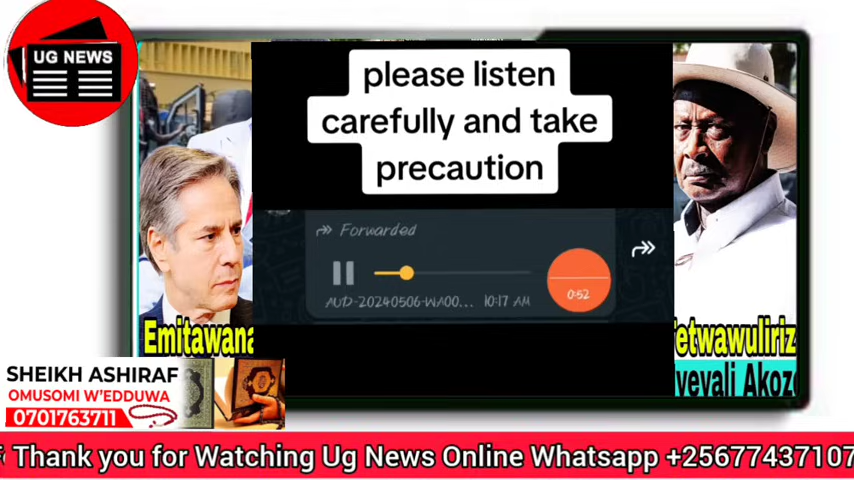 UG NEWS
please listen
carefully and take
precaution
Forwarded
AUD-20240506-WA00...
10:17 AM
0:52
Emitawana
SHEIKH ASHIRAF
OMUSOMI W'EDDUWA
0701763711
Thank you for Watching Ug News Online Whatsapp +25677437107